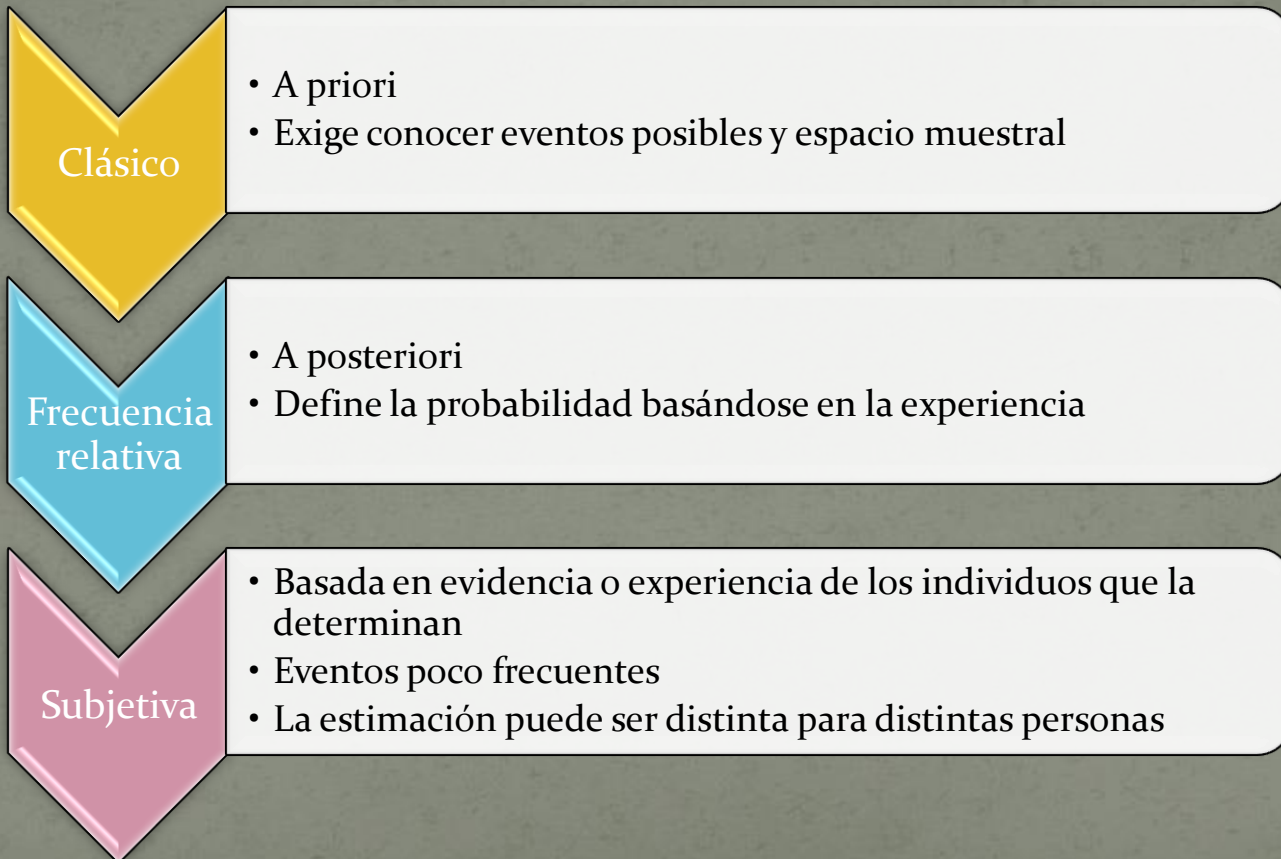 Clásico
• A priori
• Exige conocer eventos posibles y espacio muestral
Frecuencia
relativa
• A posteriori
• Define la probabilidad basándose en la experiencia
Subjetiva
• Basada en evidencia o experiencia de los individuos que la
determinan
• Eventos poco frecuentes
• La estimación puede ser distinta para distintas personas